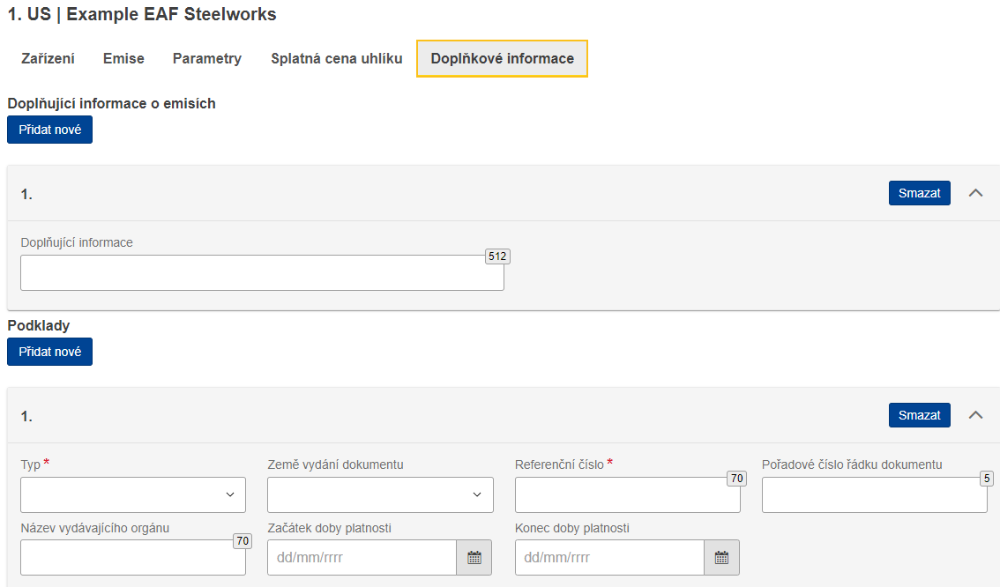 1. US | Example EAF Steelworks
Zařízení Emise Parametry Splatná cena uhlíku Doplňkové informace
Doplňující informace o emisích
Přidat nové
1. Smazat
Doplňující informace
512
Podklady
Přidat nové
1. Smazat
Typ * Země vydání dokumentu Referenční číslo * Pořadové číslo řádku dokumentu
70 5
Název vydávajícího orgánu Začátek doby platnosti Konec doby platnosti
70
dd/mm/rrrr dd/mm/rrrr